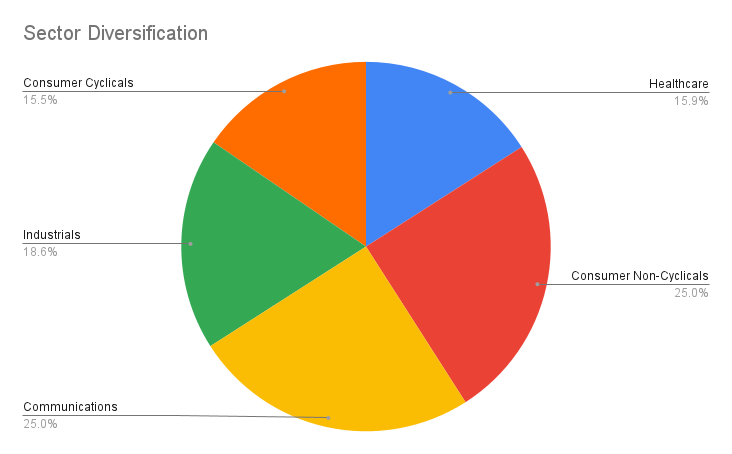 Sector Diversification
Consumer Cyclicals
15.5%
Healthcare
15.9%
Industrials
18.6%
Consumer Non-Cyclicals
25.0%
Communications
25.0%